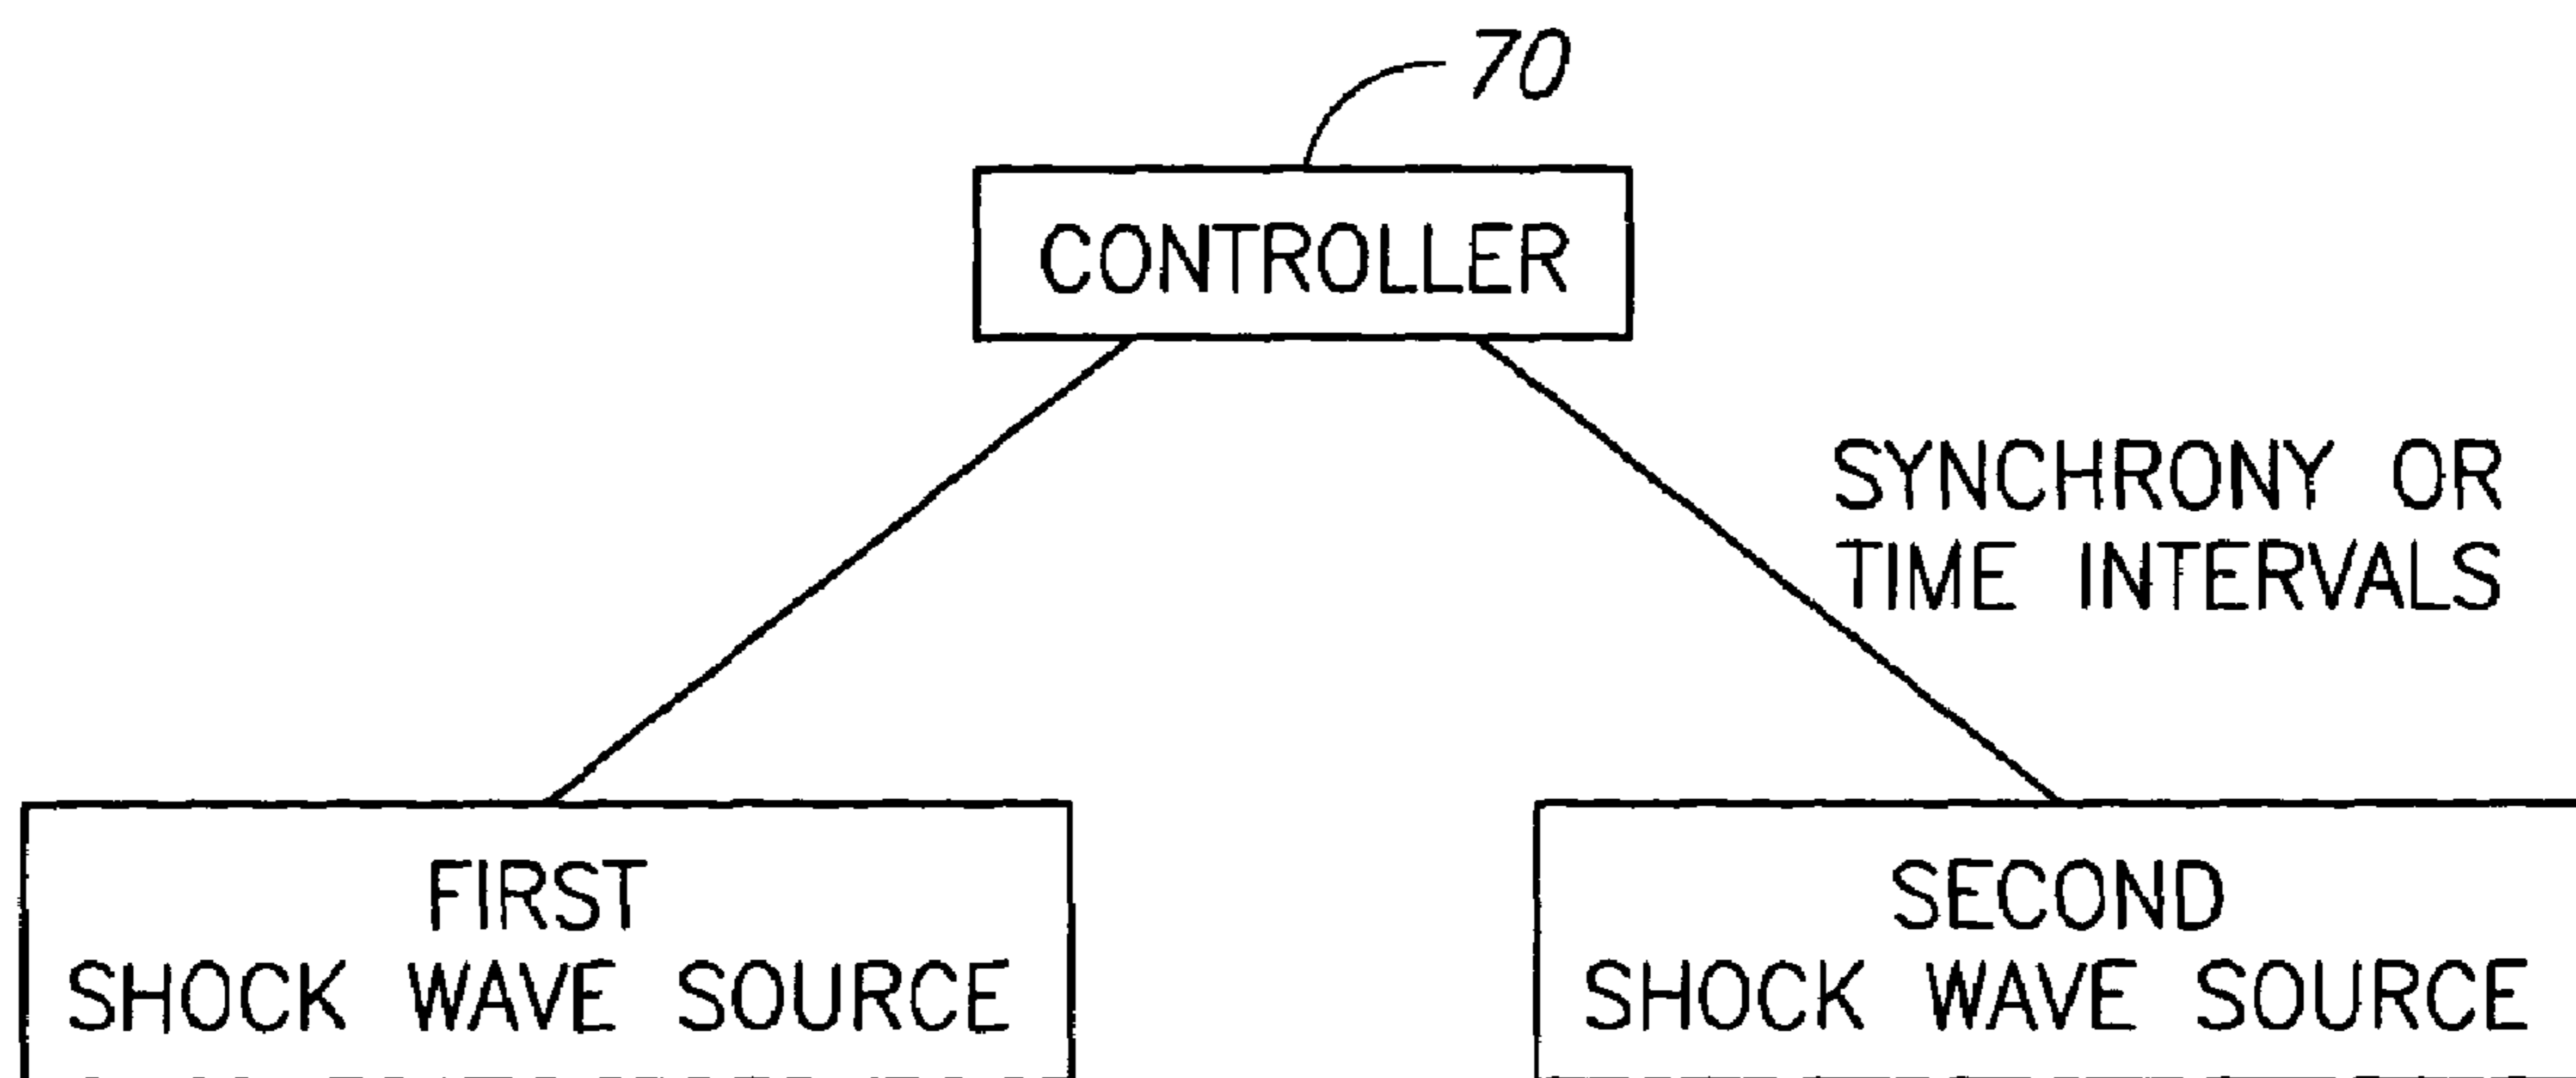 70
CONTROLLER
SYNCHRONY OR
TIME INTERVALS
FIRST
SHOCK WAVE SOURCE
SECOND
SHOCK WAVE SOURCE